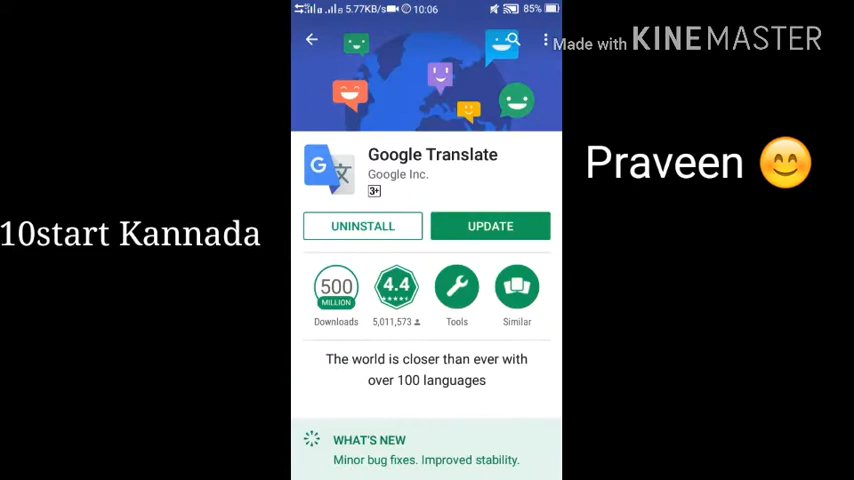 5.77KB/s 10:06 85%
Made with KINEMASTER
Google Translate
Google Inc.
3+
Praveen 😊
10start Kannada
UNINSTALL UPDATE
500 MILLION 4.4
Downloads 5,011,573 Tools Similar
The world is closer than ever with
over 100 languages
WHAT'S NEW
Minor bug fixes. Improved stability.